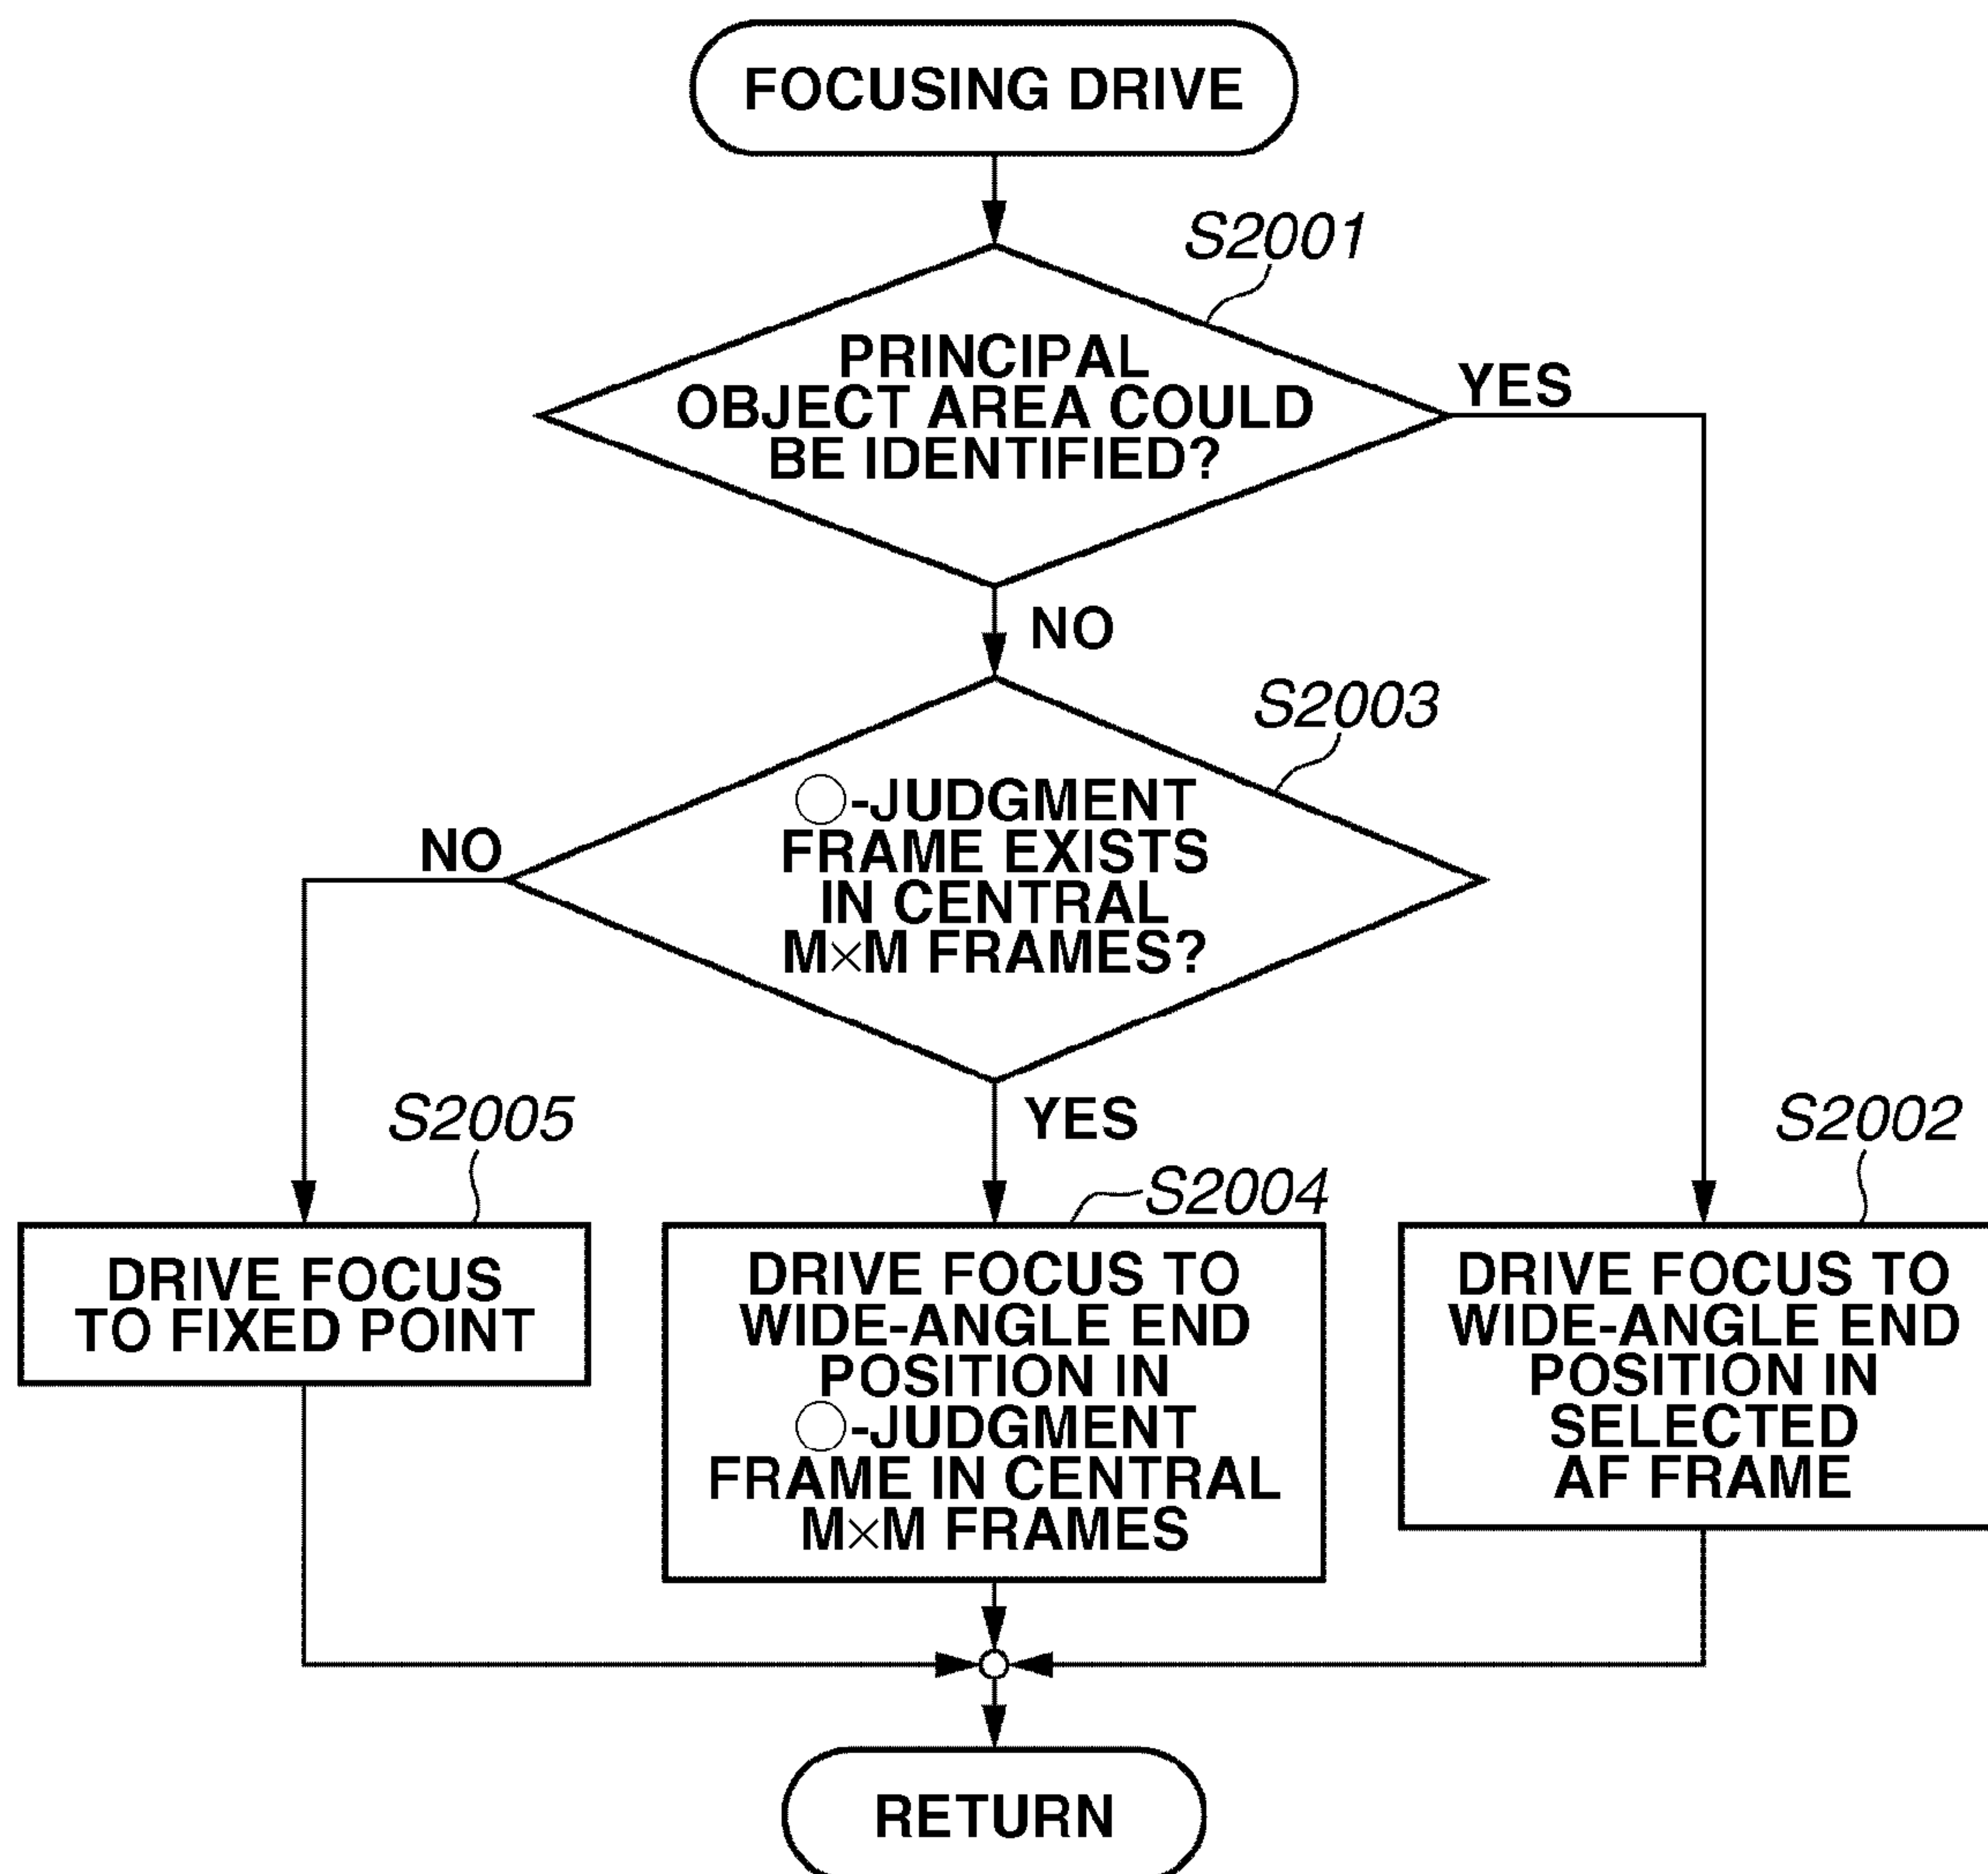 FOCUSING DRIVE
S2001
PRINCIPAL
OBJECT AREA COULD
BE IDENTIFIED?
YES
NO
S2003
○-JUDGMENT
FRAME EXISTS
IN CENTRAL
M×M FRAMES?
NO
YES
S2005
DRIVE FOCUS
TO FIXED POINT
S2004
DRIVE FOCUS TO
WIDE-ANGLE END
POSITION IN
○-JUDGMENT
FRAME IN CENTRAL
M×M FRAMES
S2002
DRIVE FOCUS TO
WIDE-ANGLE END
POSITION IN
SELECTED
AF FRAME
RETURN